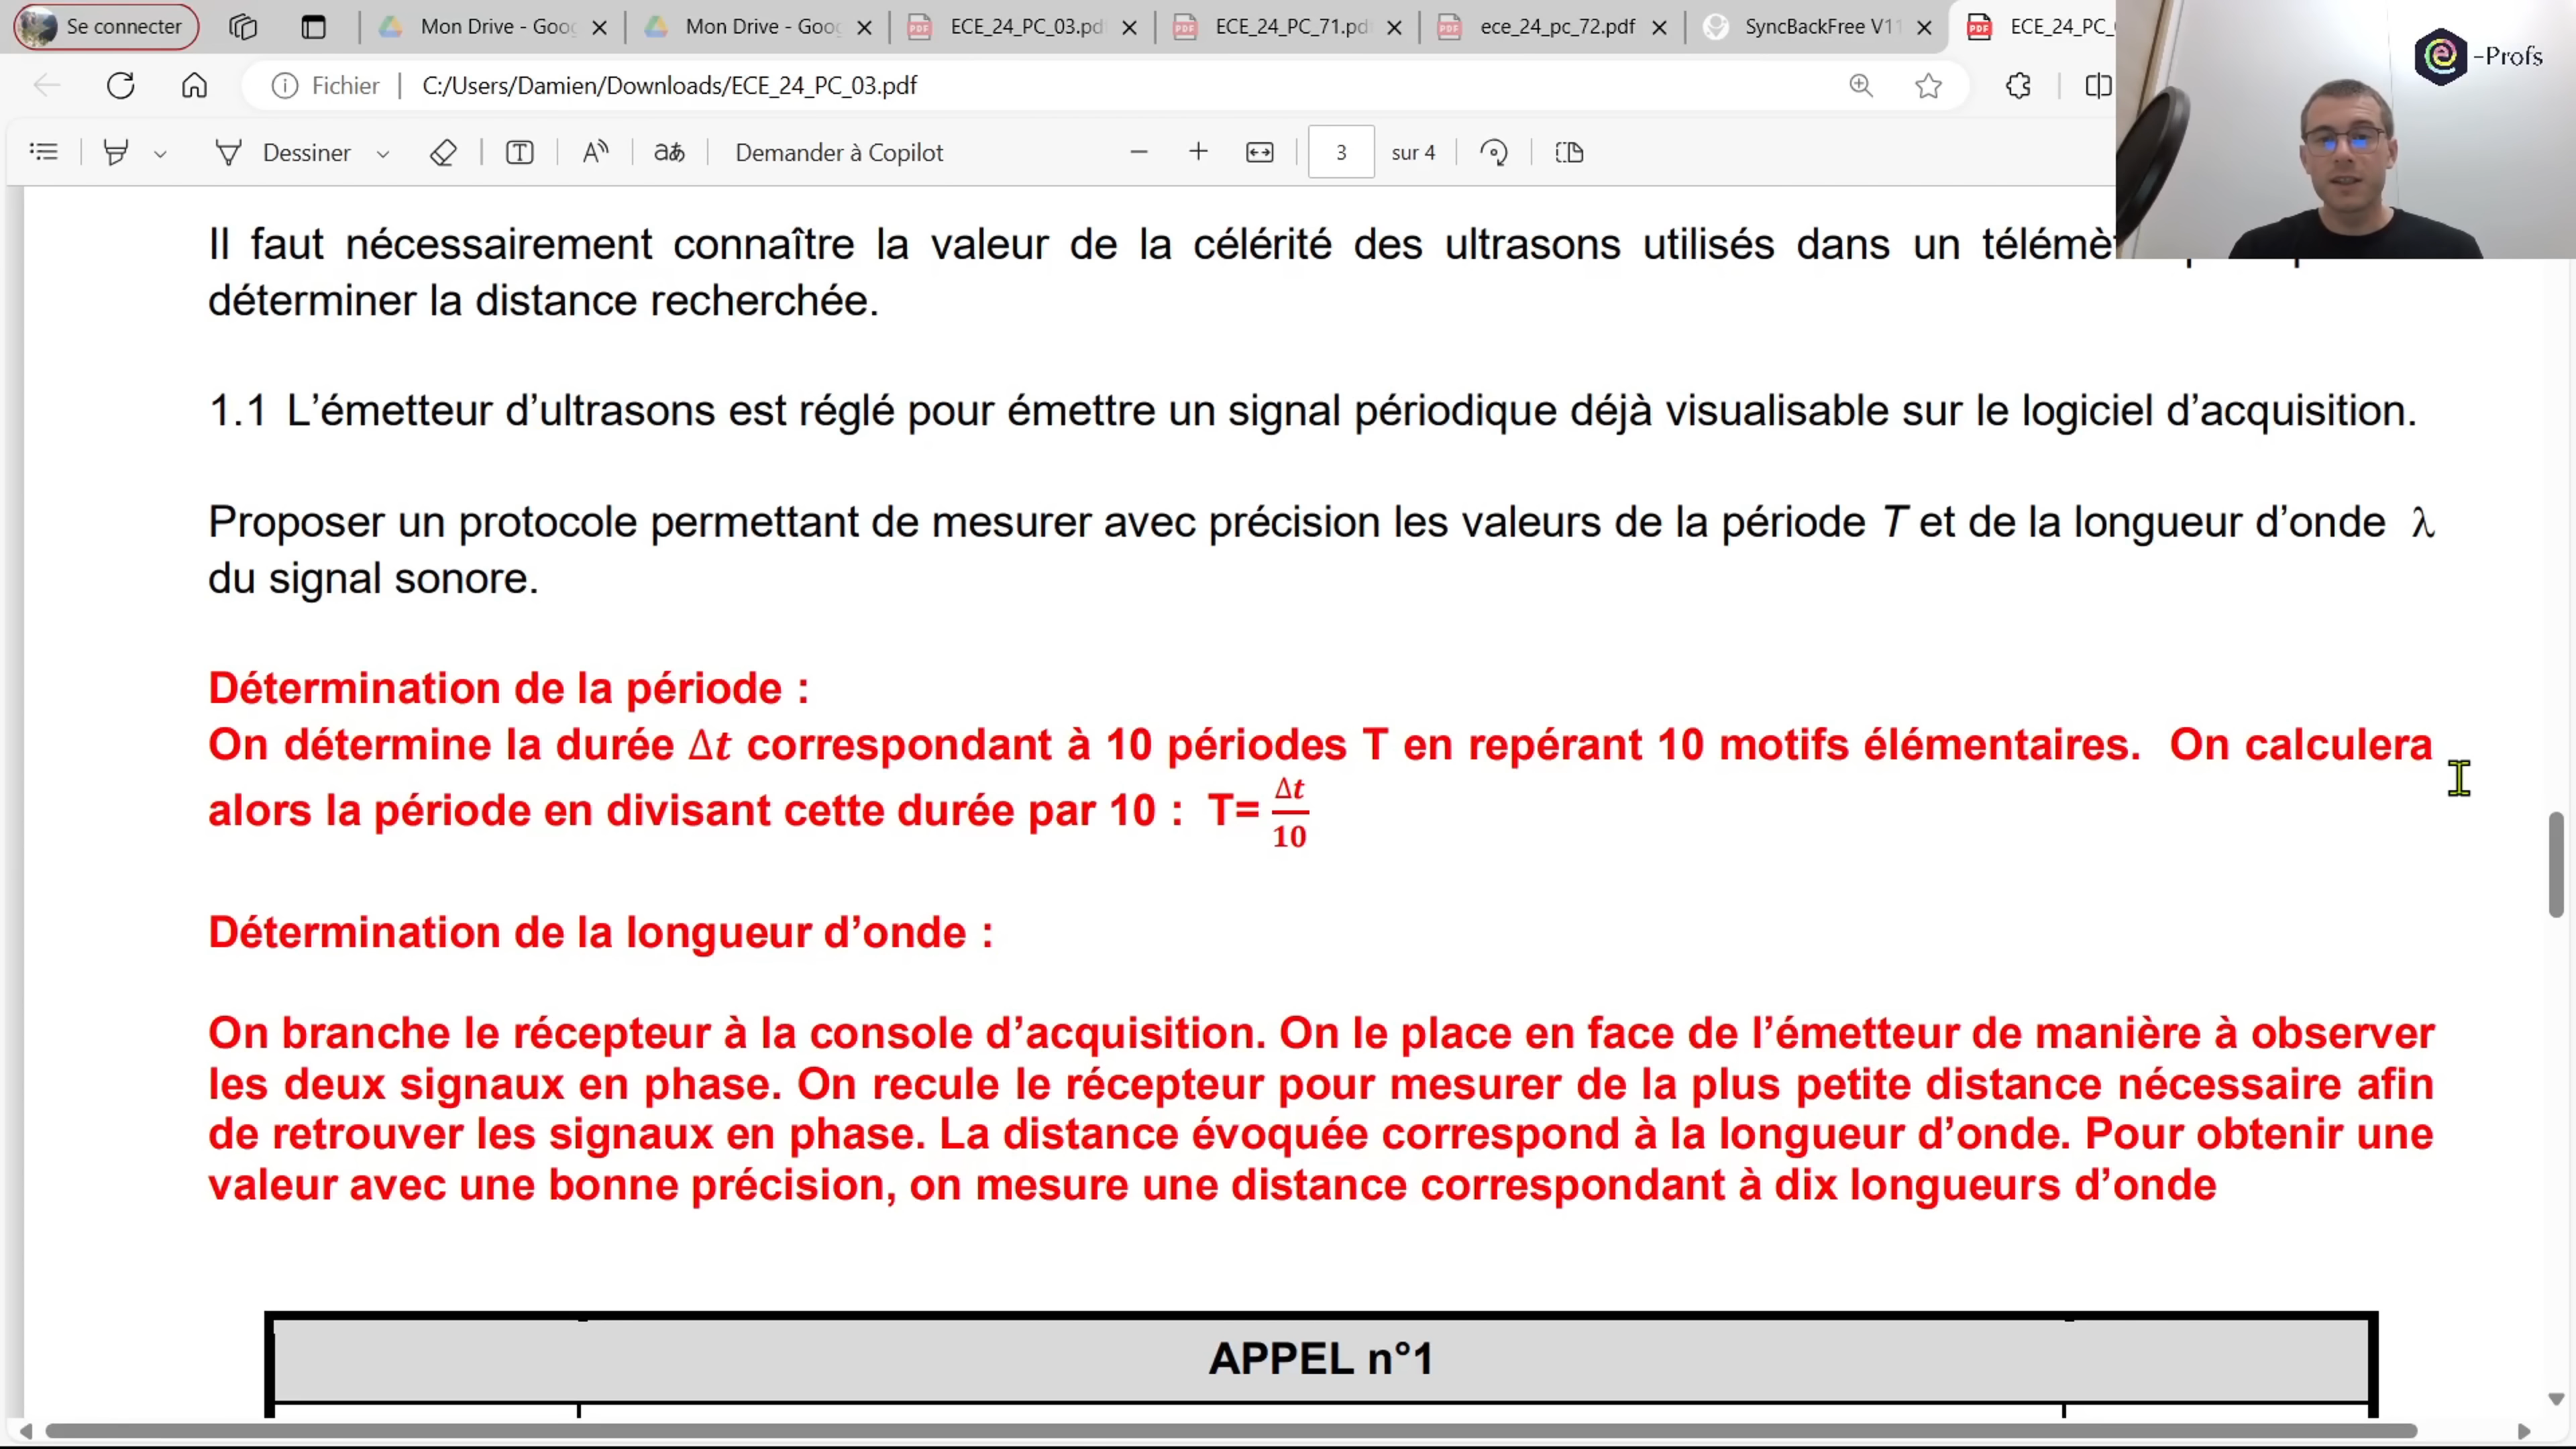 Se connecter
Mon Drive - Goog
Mon Drive - Goog
ECE_24_PC_03.pdf
ECE_24_PC_71.pd
ece_24_pc_72.pdf
SyncBackFree V11
ECE_24_PC_
e-Profs
Fichier
C:/Users/Damien/Downloads/ECE_24_PC_03.pdf
Dessiner
Demander à Copilot
3
sur 4
Il faut nécessairement connaître la valeur de la célérité des ultrasons utilisés dans un
déterminer la distance recherchée.
1.1 L’émetteur d’ultrasons est réglé pour émettre un signal périodique déjà visualisable sur le logiciel d’acquisition.
Proposer un protocole permettant de mesurer avec précision les valeurs de la période T et de la longueur d’onde λ
du signal sonore.
Détermination de la période :
On détermine la durée Δt correspondant à 10 périodes T en repérant 10 motifs élémentaires. On calculera
alors la période en divisant cette durée par 10 : T= Δt/10
Détermination de la longueur d’onde :
On branche le récepteur à la console d’acquisition. On le place en face de l’émetteur de manière à observer
les deux signaux en phase. On recule le récepteur pour mesurer de la plus petite distance nécessaire afin
de retrouver les signaux en phase. La distance évoquée correspond à la longueur d’onde. Pour obtenir une
valeur avec une bonne précision, on mesure une distance correspondant à dix longueurs d’onde
APPEL n°1